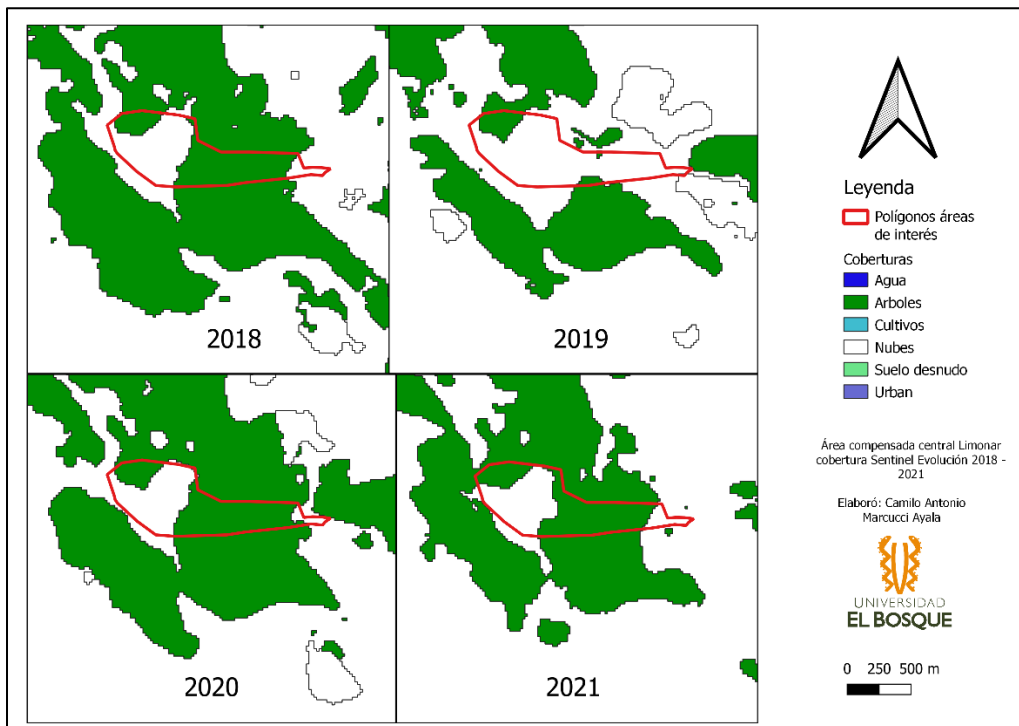 2018
2019
2020
2021
Leyenda
Polígonos áreas
de interés
Coberturas
Agua
Arboles
Cultivos
Nubes
Suelo desnudo
Urban
Área compensada central Limonar
cobertura Sentinel Evolución 2018 -
2021
Elaboró: Camilo Antonio
Marcucci Ayala
UNIVERSIDAD
EL BOSQUE
0 250 500 m